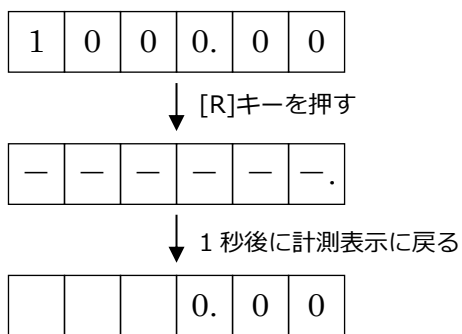 1 0 0 0. 0 0
[R]キーを押す
― ― ― ― ― ―.
1 秒後に計測表示に戻る
0. 0 0